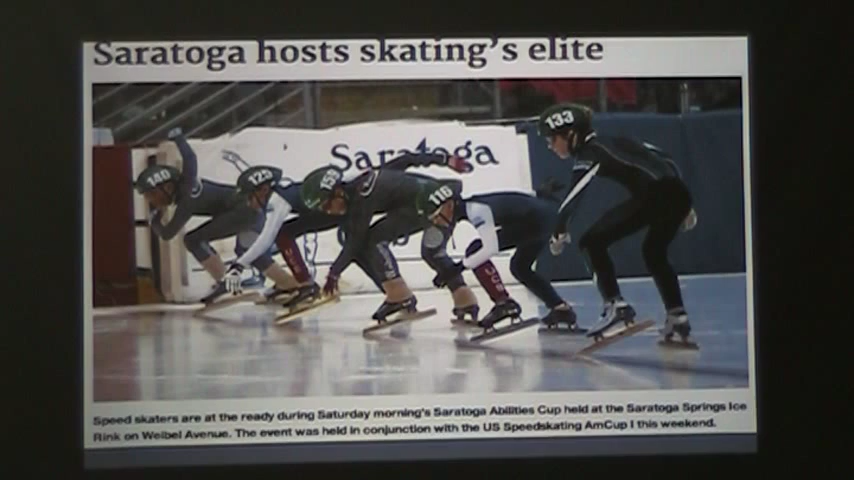 Saratoga hosts skating's elite
Saratoga
140
125
159
116
133
UCS
Speed skaters are at the ready during Saturday morning's Saratoga Abilities Cup held at the Saratoga Springs Ice
Rink on Weibel Avenue. The event was held in conjunction with the US Speedskating AmCup I this weekend.